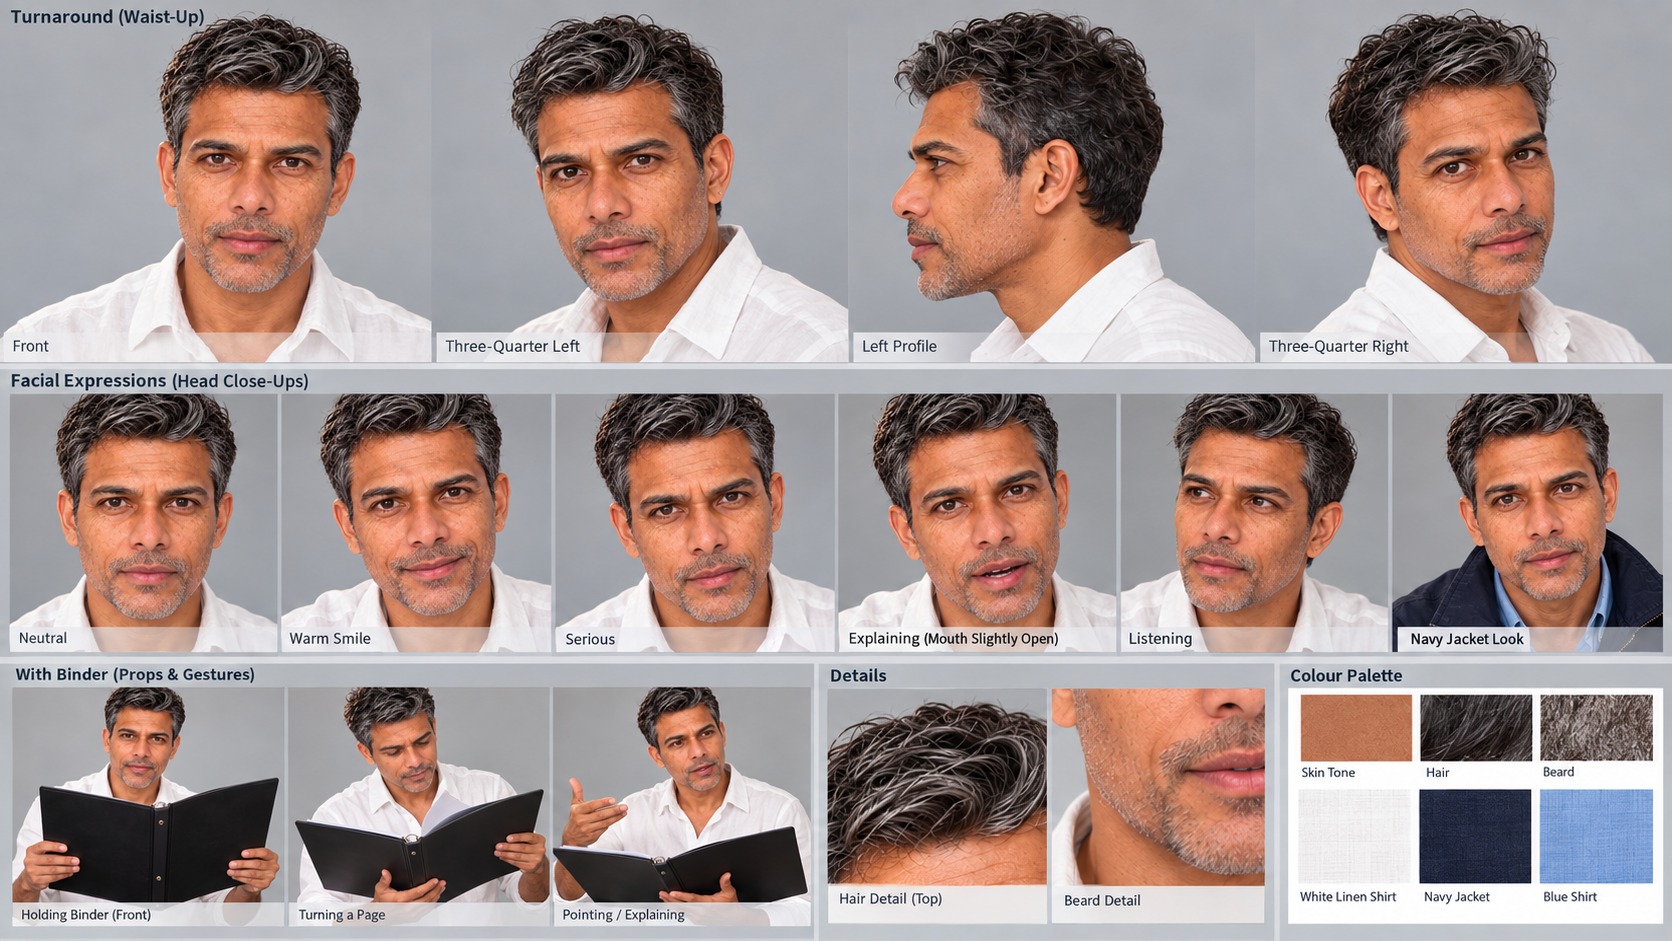 Turnaround (Waist-Up)
Front
Three-Quarter Left
Left Profile
Three-Quarter Right
Facial Expressions (Head Close-Ups)
Neutral
Warm Smile
Serious
Explaining (Mouth Slightly Open)
Listening
Navy Jacket Look
With Binder (Props & Gestures)
Holding Binder (Front)
Turning a Page
Pointing / Explaining
Details
Hair Detail (Top)
Beard Detail
Colour Palette
Skin Tone
Hair
Beard
White Linen Shirt
Navy Jacket
Blue Shirt